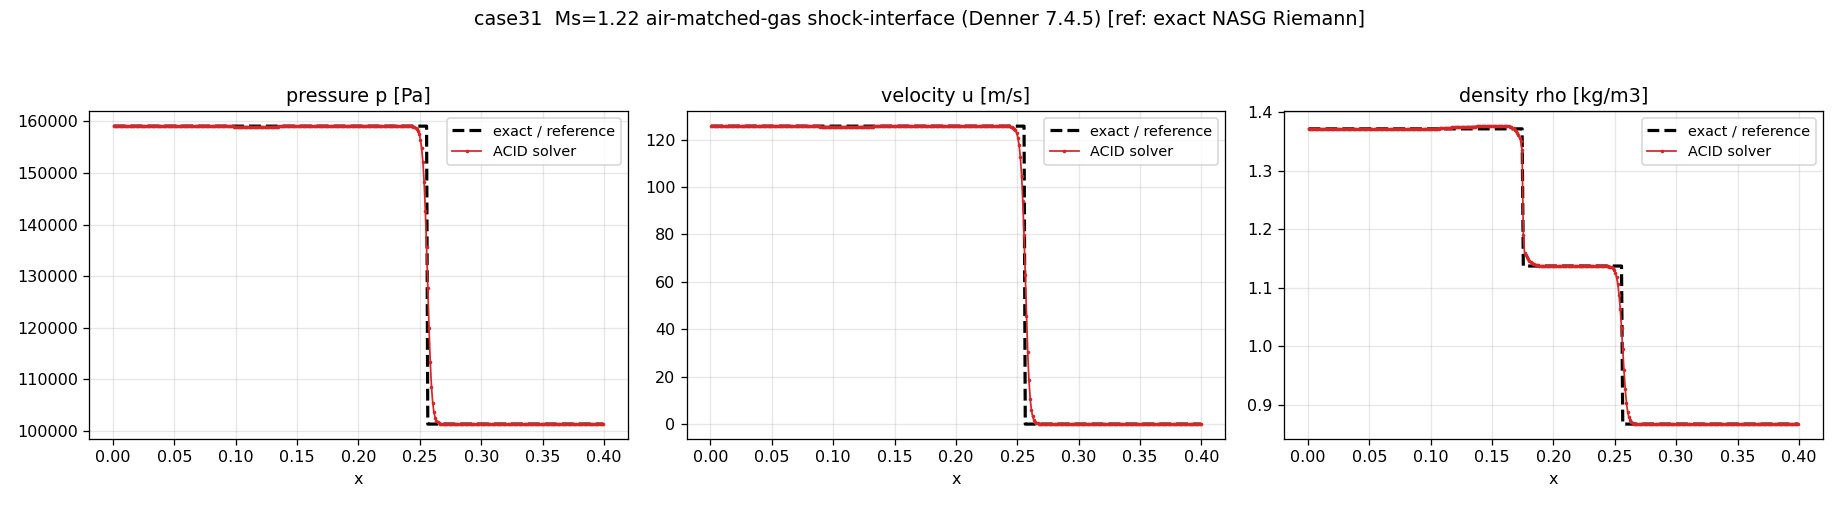 case31  Ms=1.22 air-matched-gas shock-interface (Denner 7.4.5) [ref: exact NASG Riemann]
pressure p [Pa]
160000
150000
140000
130000
120000
110000
100000
0.00 0.05 0.10 0.15 0.20 0.25 0.30 0.35 0.40
x
exact / reference
ACID solver
velocity u [m/s]
120
100
80
60
40
20
0
0.00 0.05 0.10 0.15 0.20 0.25 0.30 0.35 0.40
x
exact / reference
ACID solver
density rho [kg/m3]
1.4
1.3
1.2
1.1
1.0
0.9
0.00 0.05 0.10 0.15 0.20 0.25 0.30 0.35 0.40
x
exact / reference
ACID solver